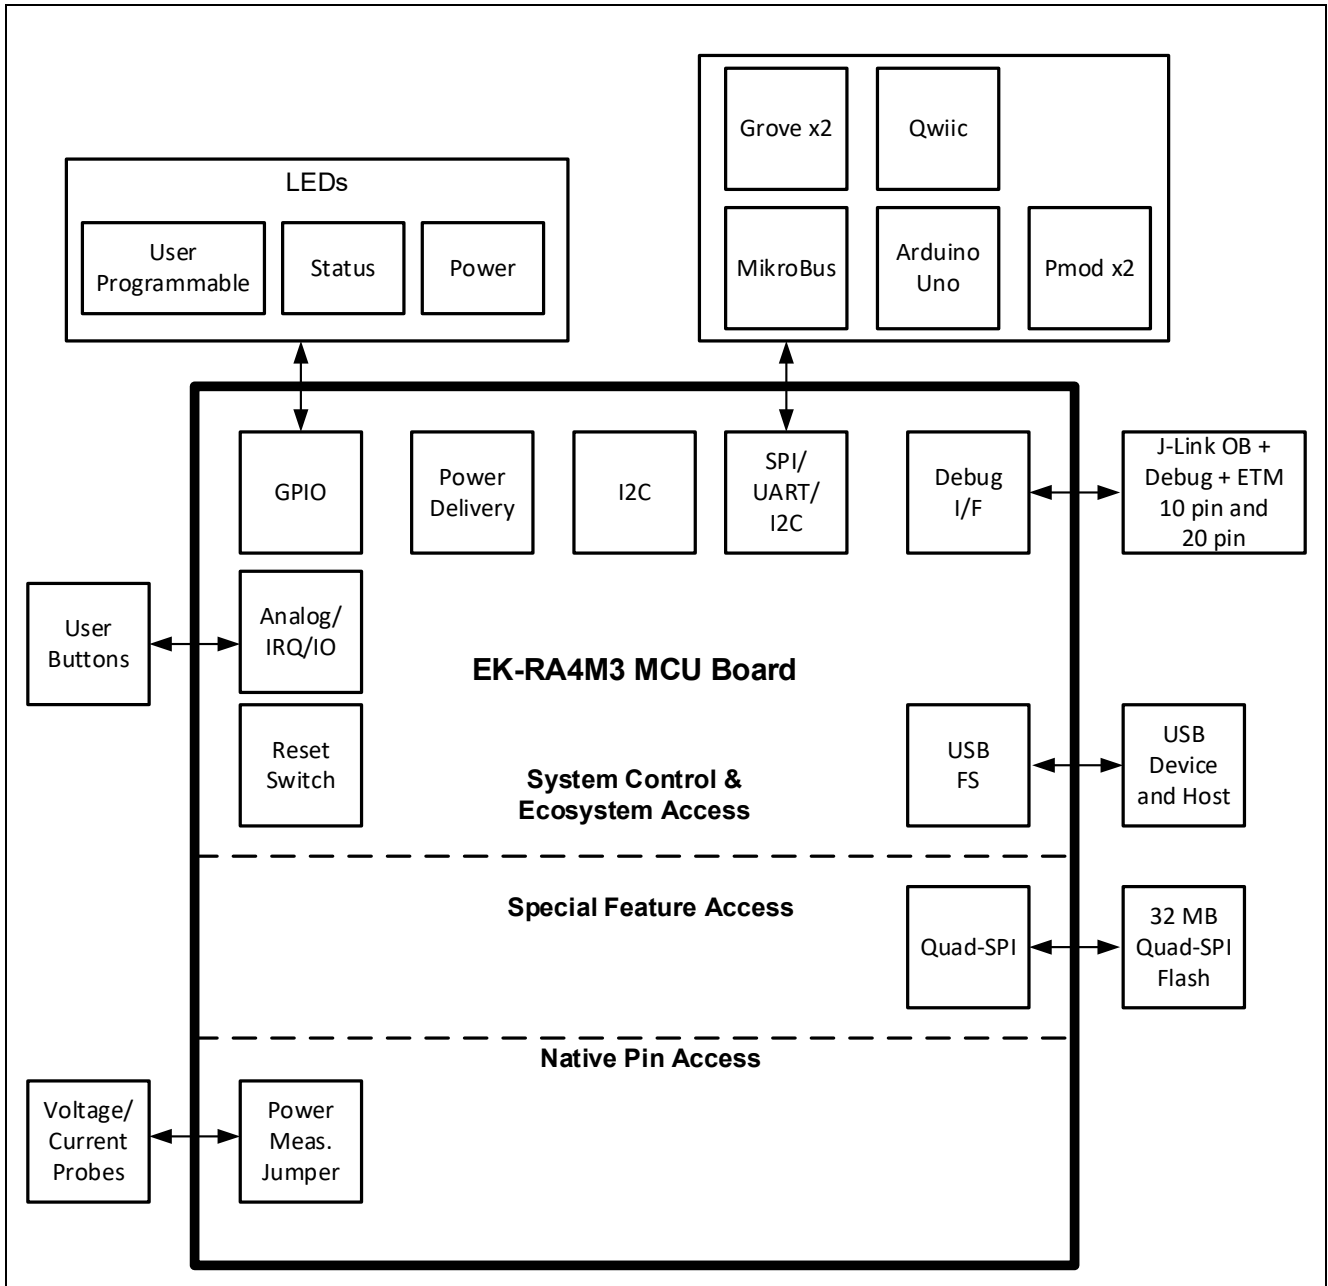 Grove x2
Qwiic
LEDs
User
Programmable
Status
Power
MikroBus
Arduino
Uno
Pmod x2
GPIO
Power
Delivery
I2C
SPI/
UART/
I2C
Debug
I/F
J-Link OB +
Debug + ETM
10 pin and
20 pin
User
Buttons
Analog/
IRQ/IO
EK-RA4M3 MCU Board
Reset
Switch
System Control &
Ecosystem Access
USB
FS
USB
Device
and Host
Special Feature Access
Quad-SPI
32 MB
Quad-SPI
Flash
Native Pin Access
Voltage/
Current
Probes
Power
Meas.
Jumper